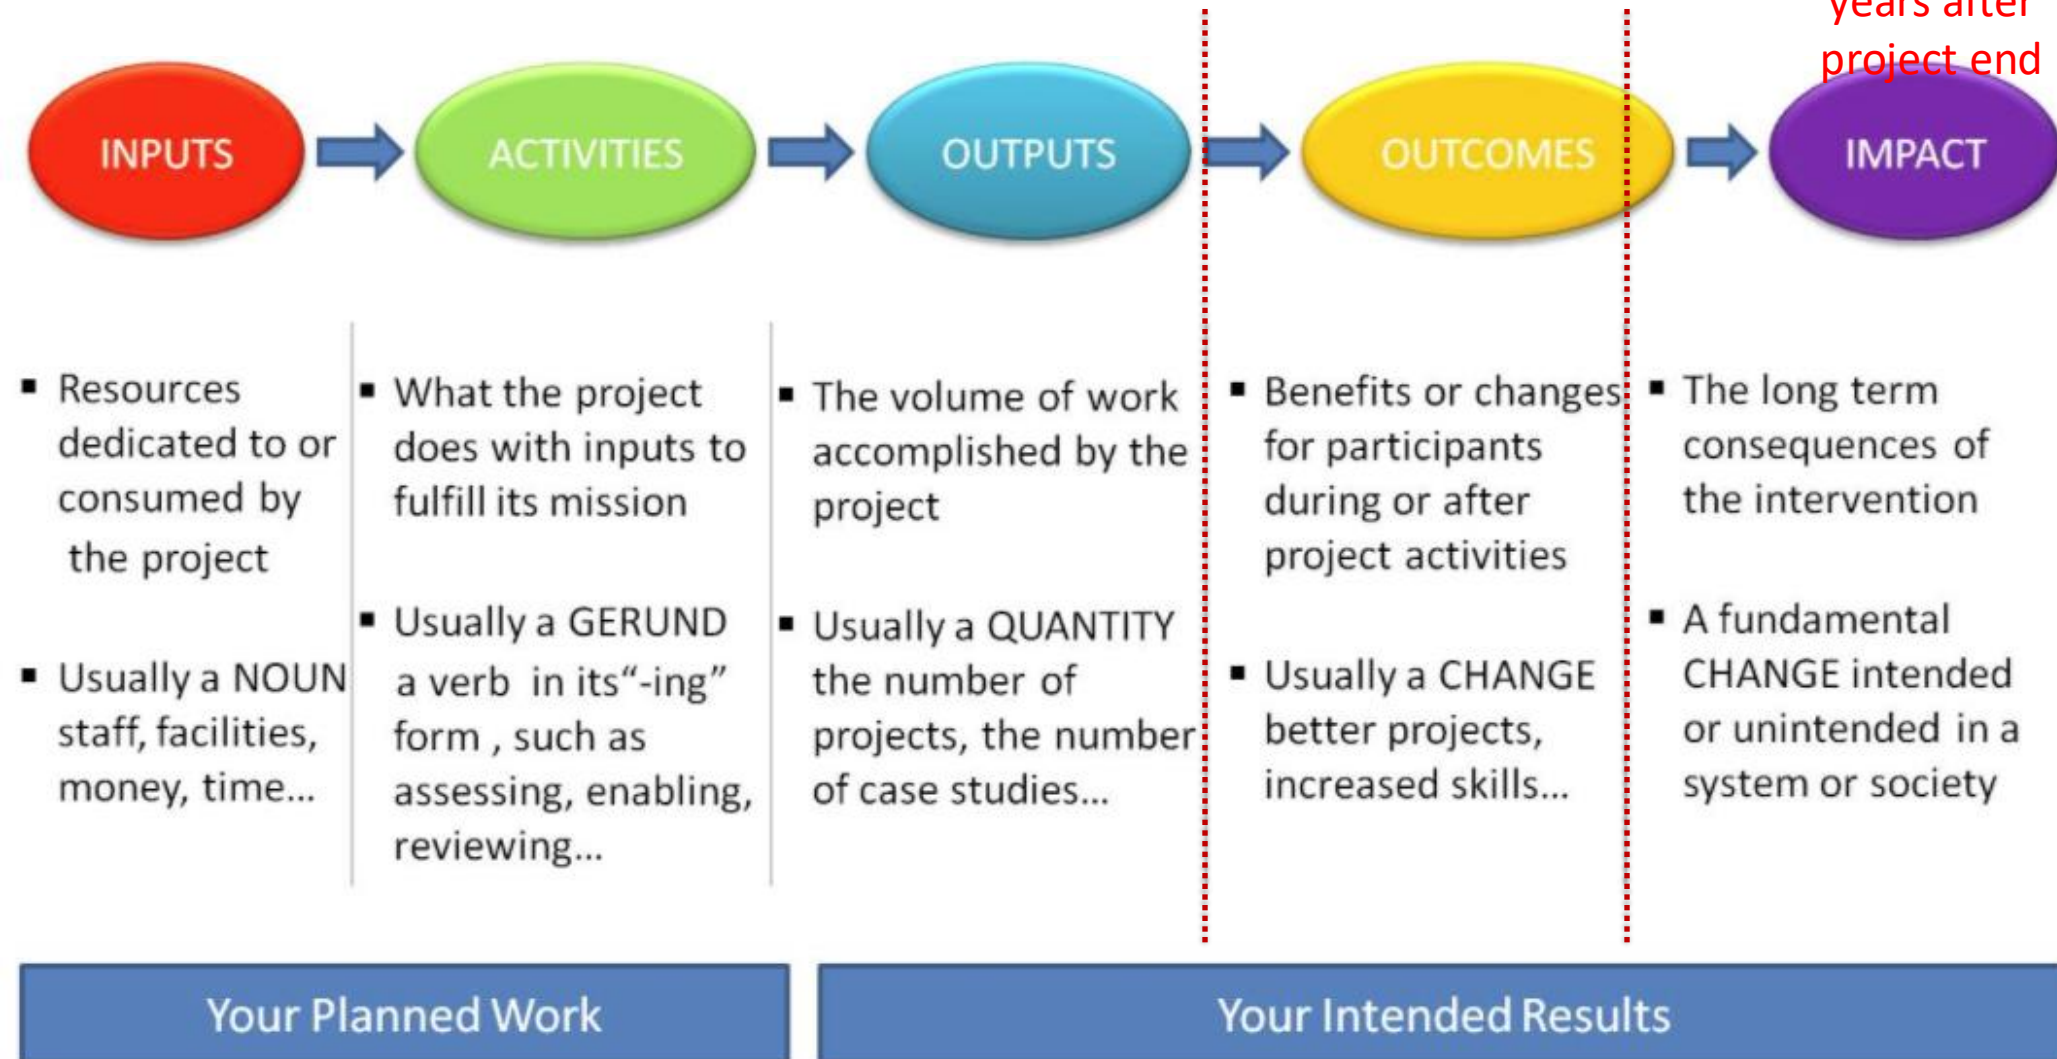 years after
project end
INPUTS
ACTIVITIES
OUTPUTS
OUTCOMES
IMPACT
▪ Resources
dedicated to or
consumed by
the project
▪ Usually a NOUN
staff, facilities,
money, time...
▪ What the project
does with inputs to
fulfill its mission
▪ Usually a GERUND
a verb in its“-ing”
form , such as
assessing, enabling,
reviewing...
▪ The volume of work
accomplished by the
project
▪ Usually a QUANTITY
the number of
projects, the number
of case studies...
▪ Benefits or changes
for participants
during or after
project activities
▪ Usually a CHANGE
better projects,
increased skills...
▪ The long term
consequences of
the intervention
▪ A fundamental
CHANGE intended
or unintended in a
system or society
Your Planned Work
Your Intended Results